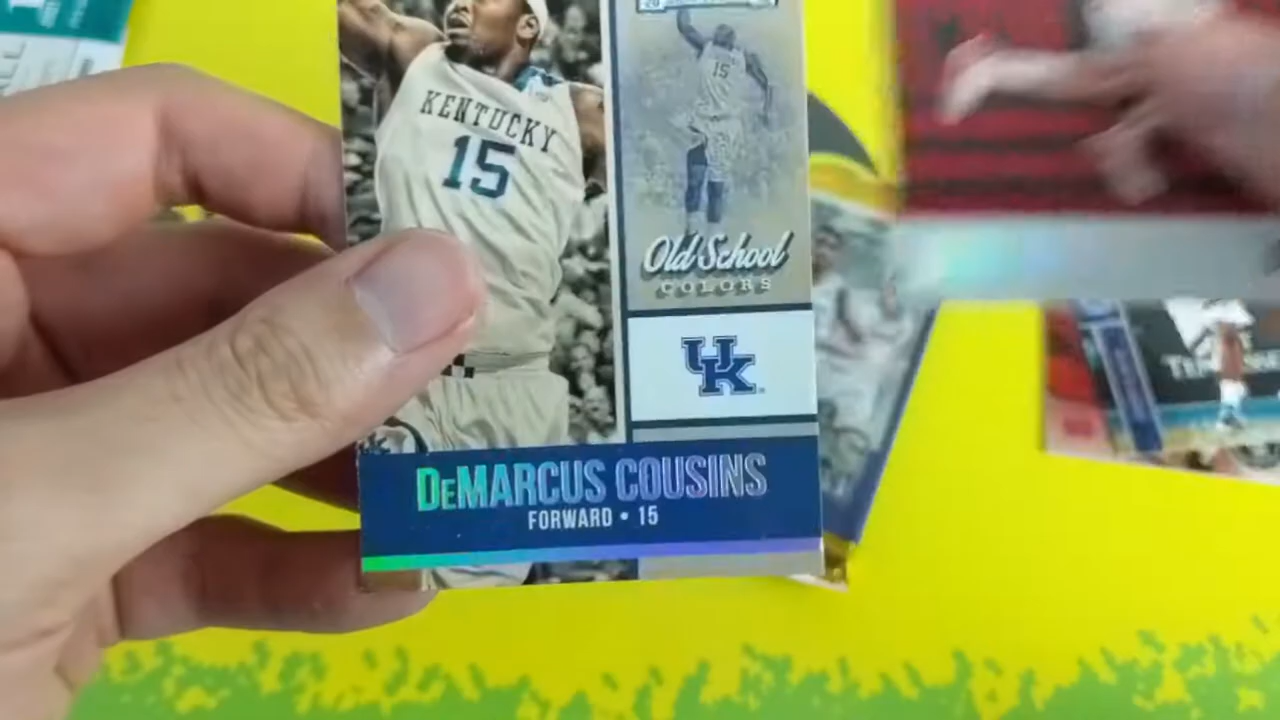 KENTUCKY
15
15
Old School
COLORS
UK
DeMARCUS COUSINS
FORWARD • 15